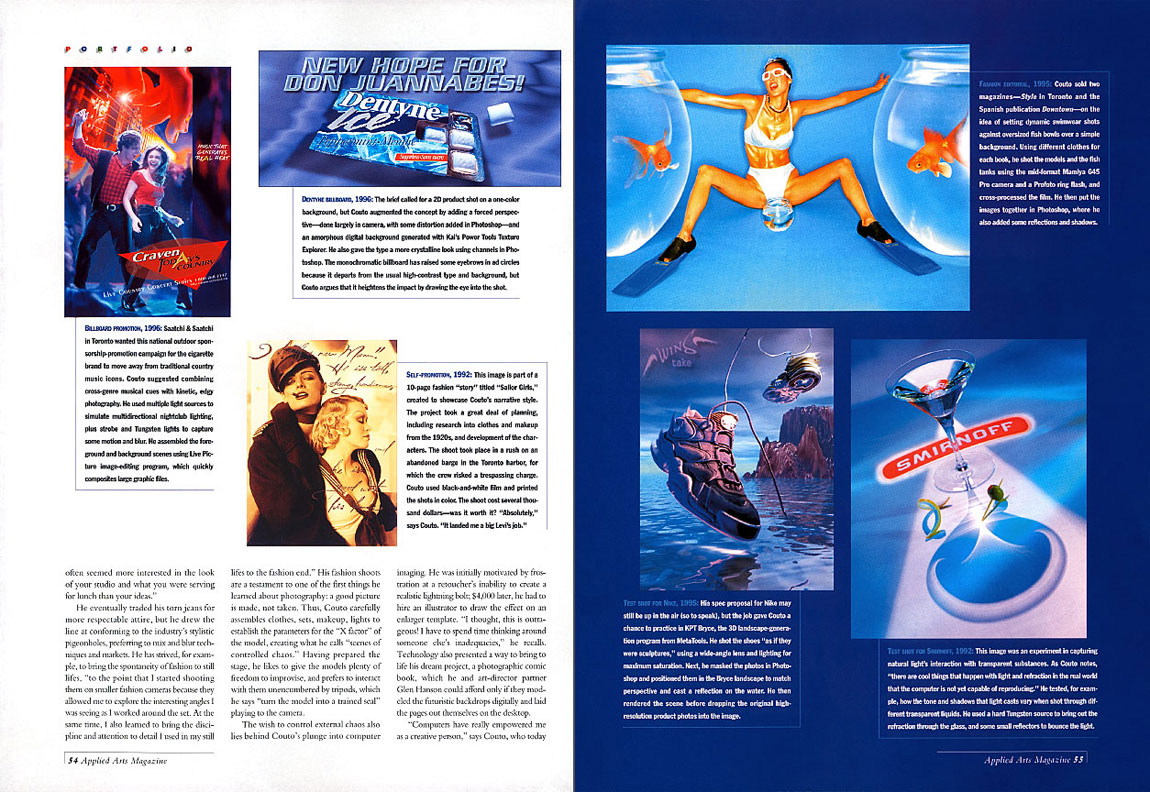 PORTFOLIO
MUSIC THAT
GENERATES
REAL HEAT
Craven
TODAY'S
COUNTRY
LIVE COUNTRY CONCERT SERIES
NEW HOPE FOR
DON JUANNABES!
Dentyne
Ice
DENTYNE BILLBOARD, 1996: The brief called for a 2D product shot on a one-color
background, but Couto augmented the concept by adding a forced perspec-
tive—done largely in camera, with some distortion added in Photoshop—and
an amorphous digital background generated with Kai's Power Tools Texture
Explorer. He also gave the type a more crystalline look using channels in Pho-
toshop. The monochromatic billboard has raised some eyebrows in ad circles
because it departs from the usual high-contrast type and background, but
Couto argues that it heightens the impact by drawing the eye into the shot.
BILLBOARD PROMOTION, 1996: Saatchi & Saatchi
in Toronto wanted this national outdoor spon-
sorship-promotion campaign for the cigarette
brand to move away from traditional country
music icons. Couto suggested combining
cross-genre musical cues with kinetic, edgy
photography. He used multiple light sources to
simulate multidirectional nightclub lighting,
plus strobe and Tungsten lights to capture
some motion and blur. He assembled the fore-
ground and background scenes using Live Pic-
ture image-editing program, which quickly
composites large graphic files.
SELF-PROMOTION, 1992: This image is part of a
10-page fashion "story" titled "Sailor Girls,"
created to showcase Couto's narrative style.
The project took a great deal of planning,
including research into clothes and makeup
from the 1920s, and development of the char-
acters. The shoot took place in a rush on an
abandoned barge in the Toronto harbor, for
which the crew risked a trespassing charge.
Couto used black-and-white film and printed
the shots in color. The shoot cost several thou-
sand dollars—was it worth it? "Absolutely,"
says Couto. "It landed me a big Levi's job."
often seemed more interested in the look
of your studio and what you were serving
for lunch than your ideas."
He eventually traded his torn jeans for
more respectable attire, but he drew the
line at conforming to the industry's stylistic
pigeonholes, preferring to mix and blur tech-
niques and markets. He has strived, for exam-
ple, to bring the spontaneity of fashion to still
lifes, "to the point that I started shooting
them on smaller fashion cameras because they
allowed me to explore the interesting angles I
was seeing as I worked around the set. At the
same time, I also learned to bring the disci-
pline and attention to detail I used in my still
lifes to the fashion end." His fashion shoots
are a testament to one of the first things he
learned about photography: a good picture
is made, not taken. Thus, Couto carefully
assembles clothes, sets, makeup, lights to
establish the parameters for the "X factor" of
the model, creating what he calls "scenes of
controlled chaos." Having prepared the
stage, he likes to give the models plenty of
freedom to improvise, and prefers to interact
with them unencumbered by tripods, which
he says "turn the model into a trained seal"
playing to the camera.
The wish to control external chaos also
lies behind Couto's plunge into computer
imaging. He was initially motivated by frus-
tration at a retoucher's inability to create a
realistic lightning bolt; $4,000 later, he had to
hire an illustrator to draw the effect on an
enlarger template. "I thought, this is outra-
geous! I have to spend time thinking around
someone else's inadequacies," he recalls.
Technology also presented a way to bring to
life his dream project, a photographic comic
book, which he and art-director partner
Glen Hanson could afford only if they mod-
eled the futuristic backdrops digitally and laid
the pages out themselves on the desktop.
"Computers have really empowered me
as a creative person," says Couto, who today
54 Applied Arts Magazine
FASHION EDITORIAL, 1995: Couto sold two
magazines—Style in Toronto and the
Spanish publication Downtown—on the
idea of setting dynamic swimwear shots
against oversized fish bowls over a simple
background. Using different clothes for
each book, he shot the models and the fish
tanks using the mid-format Mamiya 645
Pro camera and a Profoto ring flash, and
cross-processed the film. He then put the
images together in Photoshop, where he
also added some reflections and shadows.
WING
take
SMIRNOFF
TEST SHOT FOR NIKE, 1995: His spec proposal for Nike may
still be up in the air (so to speak), but the job gave Couto a
chance to practice in KPT Bryce, the 3D landscape-genera-
tion program from MetaTools. He shot the shoes "as if they
were sculptures," using a wide-angle lens and lighting for
maximum saturation. Next, he masked the photos in Photo-
shop and positioned them in the Bryce landscape to match
perspective and cast a reflection on the water. He then
rendered the scene before dropping the original high-
resolution product photos into the image.
TEST SHOT FOR SMIRNOFF, 1992: This image was an experiment in capturing
natural light's interaction with transparent substances. As Couto notes,
"there are cool things that happen with light and refraction in the real world
that the computer is not yet capable of reproducing." He tested, for exam-
ple, how the tone and shadows that light casts vary when shot through dif-
ferent transparent liquids. He used a hard Tungsten source to bring out the
refraction through the glass, and some small reflectors to bounce the light.
Applied Arts Magazine 55